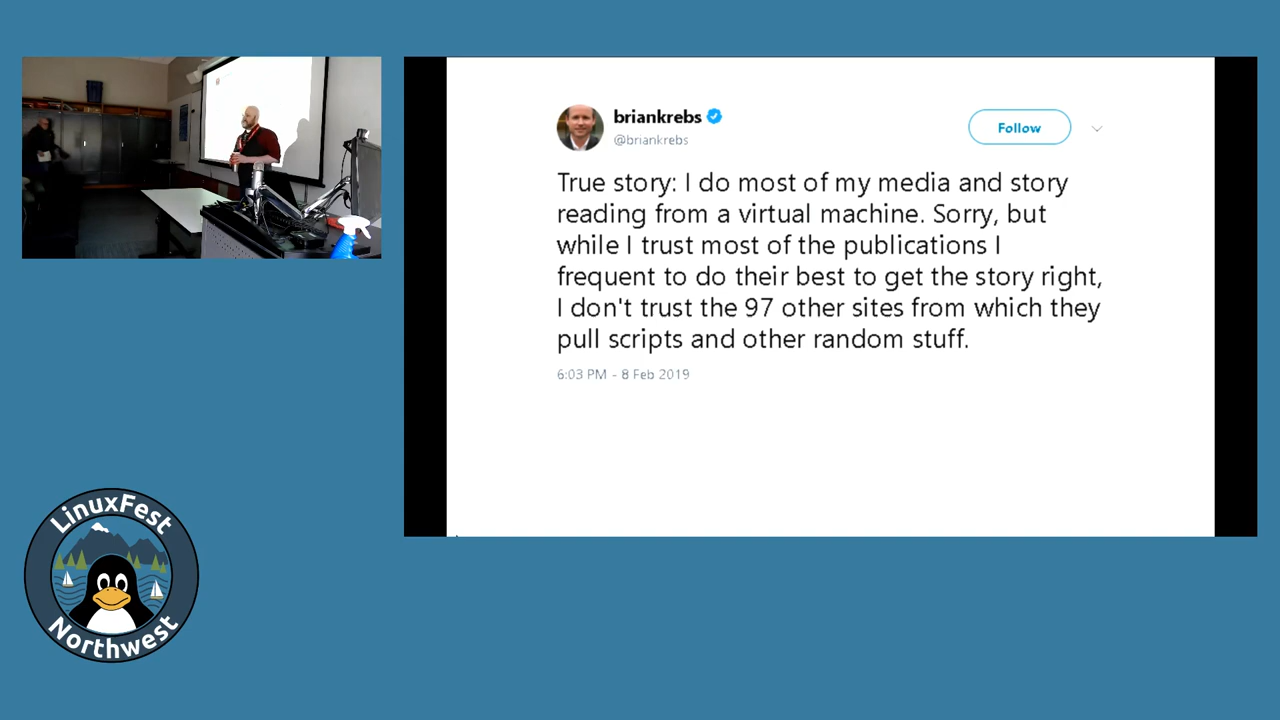 briankrebs
@briankrebs
Follow
True story: I do most of my media and story
reading from a virtual machine. Sorry, but
while I trust most of the publications I
frequent to do their best to get the story right,
I don't trust the 97 other sites from which they
pull scripts and other random stuff.
6:03 PM - 8 Feb 2019
LinuxFest
Northwest